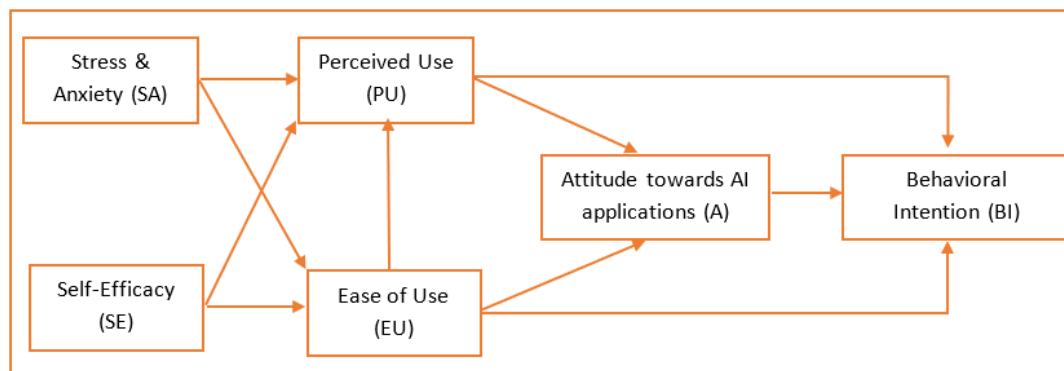 Stress &
Anxiety (SA)
Perceived Use
(PU)
Attitude towards AI
applications (A)
Behavioral
Intention (BI)
Self-Efficacy
(SE)
Ease of Use
(EU)